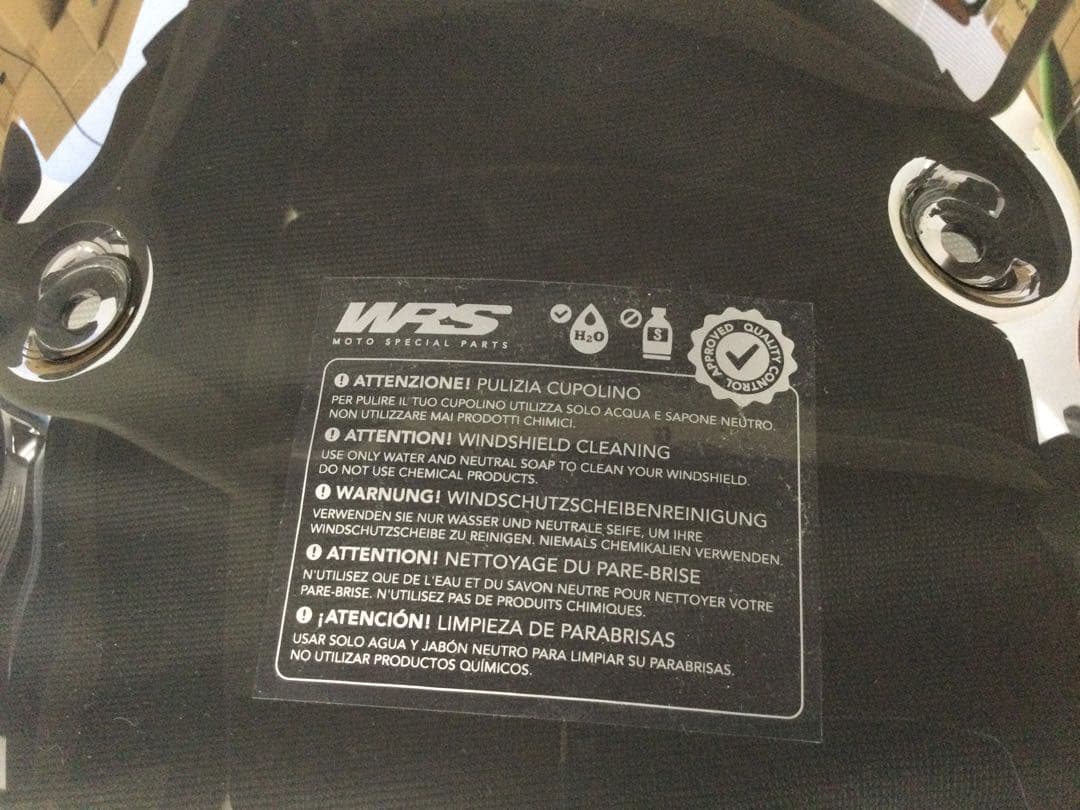 WRS
MOTO SPECIAL PARTS
H₂O
S
APPROVED QUALITY CONTROL
ATTENZIONE! PULIZIA CUPOLINO
PER PULIRE IL TUO CUPOLINO UTILIZZA SOLO ACQUA E SAPONE NEUTRO.
NON UTILIZZARE MAI PRODOTTI CHIMICI.
ATTENTION! WINDSHIELD CLEANING
USE ONLY WATER AND NEUTRAL SOAP TO CLEAN YOUR WINDSHIELD.
DO NOT USE CHEMICAL PRODUCTS.
WARNUNG! WINDSCHUTZSCHEIBENREINIGUNG
VERWENDEN SIE NUR WASSER UND NEUTRALE SEIFE, UM IHRE
WINDSCHUTZSCHEIBE ZU REINIGEN. NIEMALS CHEMIKALIEN VERWENDEN.
ATTENTION! NETTOYAGE DU PARE-BRISE
N'UTILISEZ QUE DE L'EAU ET DU SAVON NEUTRE POUR NETTOYER VOTRE
PARE-BRISE. N'UTILISEZ PAS DE PRODUITS CHIMIQUES.
¡ATENCIÓN! LIMPIEZA DE PARABRISAS
USAR SOLO AGUA Y JABÓN NEUTRO PARA LIMPIAR SU PARABRISAS.
NO UTILIZAR PRODUCTOS QUÍMICOS.